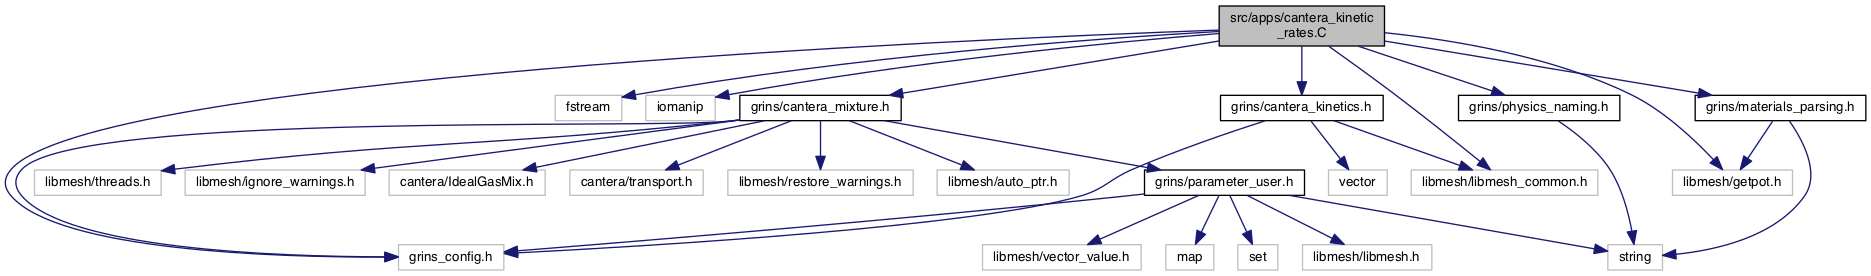 src/apps/cantera_kinetic
_rates.C
fstream
iomanip
grins/cantera_mixture.h
grins/cantera_kinetics.h
grins/physics_naming.h
grins/materials_parsing.h
libmesh/threads.h
libmesh/ignore_warnings.h
cantera/IdealGasMix.h
cantera/transport.h
libmesh/restore_warnings.h
libmesh/auto_ptr.h
grins/parameter_user.h
vector
libmesh/libmesh_common.h
libmesh/getpot.h
grins_config.h
libmesh/vector_value.h
map
set
libmesh/libmesh.h
string